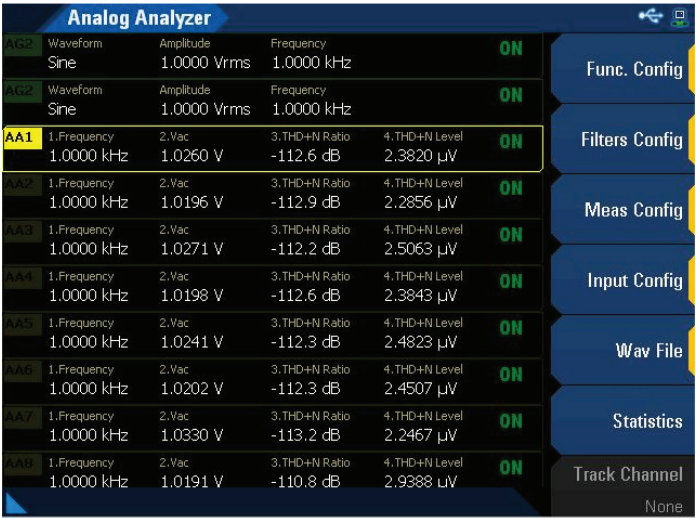 Analog Analyzer
AG2 Waveform Amplitude Frequency ON
Sine 1.0000 Vrms 1.0000 kHz
AG2 Waveform Amplitude Frequency ON
Sine 1.0000 Vrms 1.0000 kHz
AA1 1.Frequency 2.Vac 3.THD+N Ratio 4.THD+N Level ON
1.0000 kHz 1.0260 V -112.6 dB 2.3820 µV
AA2 1.Frequency 2.Vac 3.THD+N Ratio 4.THD+N Level ON
1.0000 kHz 1.0196 V -112.9 dB 2.2856 µV
AA3 1.Frequency 2.Vac 3.THD+N Ratio 4.THD+N Level ON
1.0000 kHz 1.0271 V -112.2 dB 2.5063 µV
AA4 1.Frequency 2.Vac 3.THD+N Ratio 4.THD+N Level ON
1.0000 kHz 1.0198 V -112.6 dB 2.3843 µV
AA5 1.Frequency 2.Vac 3.THD+N Ratio 4.THD+N Level ON
1.0000 kHz 1.0241 V -112.3 dB 2.4823 µV
AA6 1.Frequency 2.Vac 3.THD+N Ratio 4.THD+N Level ON
1.0000 kHz 1.0202 V -112.3 dB 2.4507 µV
AA7 1.Frequency 2.Vac 3.THD+N Ratio 4.THD+N Level ON
1.0000 kHz 1.0330 V -113.2 dB 2.2467 µV
AA8 1.Frequency 2.Vac 3.THD+N Ratio 4.THD+N Level ON
1.0000 kHz 1.0191 V -110.8 dB 2.9388 µV
Func. Config
Filters Config
Meas Config
Input Config
Wav File
Statistics
Track Channel
None